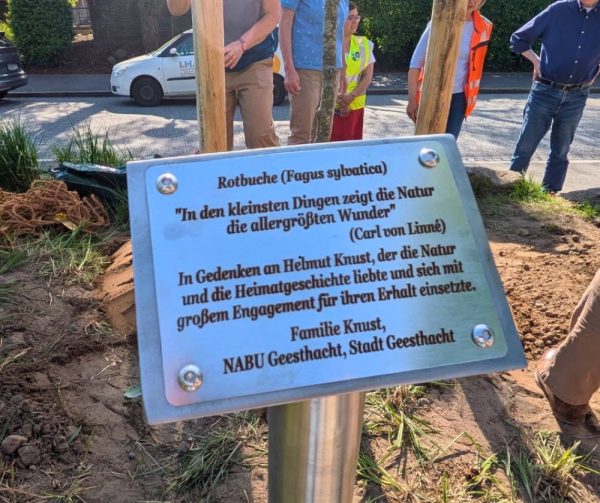 Rotbuche (Fagus sylvatica)
"In den kleinsten Dingen zeigt die Natur
die allergrößten Wunder"
(Carl von Linné)
In Gedenken an Helmut Knust, der die Natur
und die Heimatgeschichte liebte und sich mit
großem Engagement für ihren Erhalt einsetzte.
Familie Knust,
NABU Geesthacht, Stadt Geesthacht